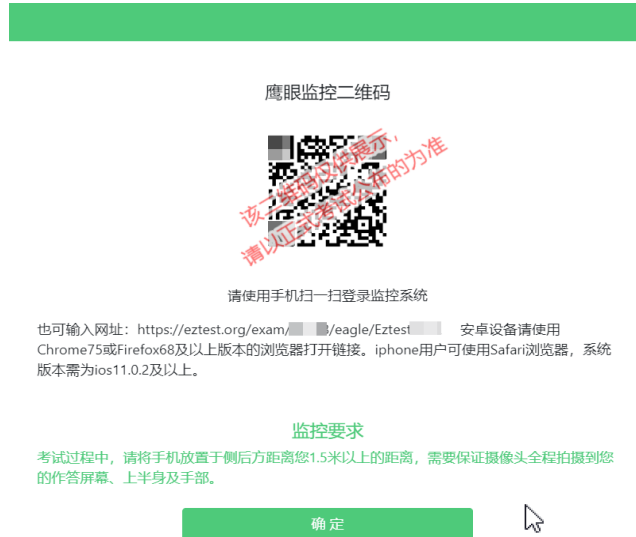 鹰眼监控二维码
该二维码仅供展示，
请以正式考试公布的为准
请使用手机扫一扫登录监控系统
也可输入网址：https://eztest.org/exam/ /eagle/Eztest 安卓设备请使用
Chrome75或Firefox68及以上版本的浏览器打开链接。iphone用户可使用Safari浏览器，系统
版本需为ios11.0.2及以上。
监控要求
考试过程中，请将手机放置于侧后方距离您1.5米以上的距离，需要保证摄像头全程拍摄到您
的作答屏幕、上半身及手部。
确定